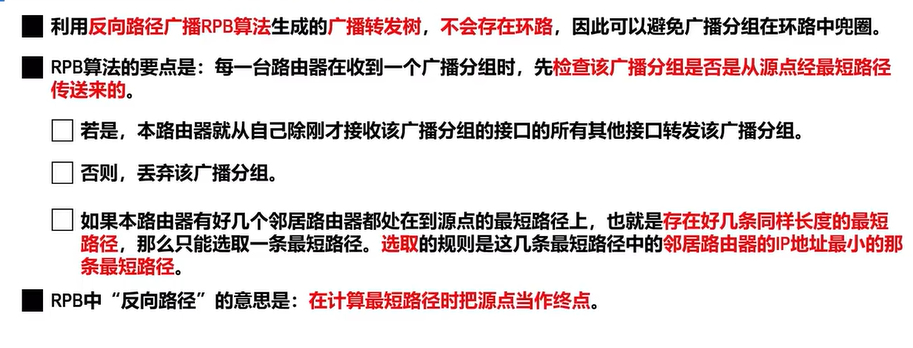 利用反向路径广播RPB算法生成的广播转发树，不会存在环路，因此可以避免广播分组在环路中兜圈。
RPB算法的要点是：每一台路由器在收到一个广播分组时，先检查该广播分组是否是从源点经最短路径
传送来的。
若是，本路由器就从自己除刚才接收该广播分组的接口的所有其他接口转发该广播分组。
否则，丢弃该广播分组。
如果本路由器有好几个邻居路由器都处在到源点的最短路径上，也就是存在好几条同样长度的最短
路径，那么只能选取一条最短路径。选取的规则是这几条最短路径中的邻居路由器的IP地址最小的那
条最短路径。
RPB中“反向路径”的意思是：在计算最短路径时把源点当作终点。